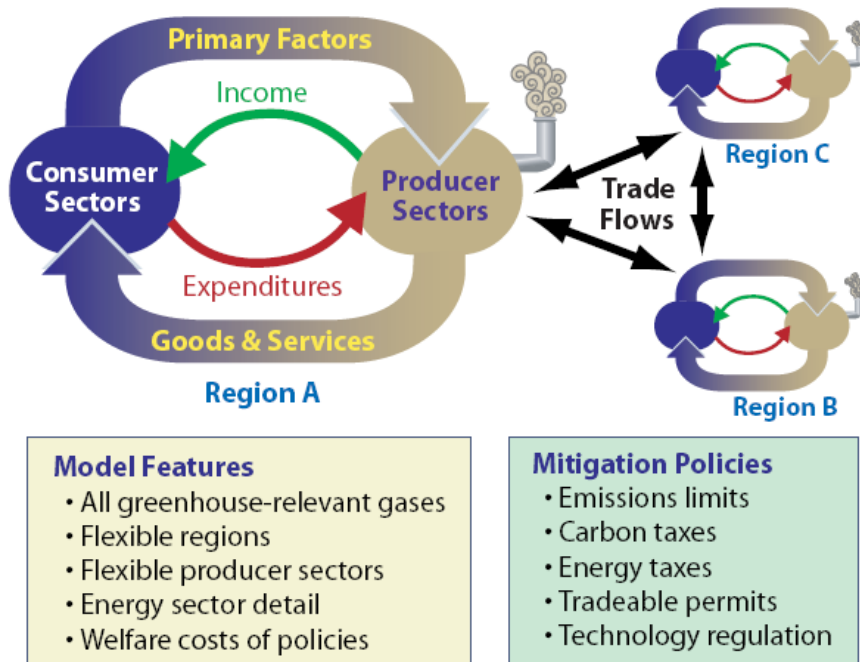 Primary Factors
Income
Consumer
Sectors
Producer
Sectors
Expenditures
Goods & Services
Region A
Trade
Flows
Region C
Region B
Model Features
• All greenhouse-relevant gases
• Flexible regions
• Flexible producer sectors
• Energy sector detail
• Welfare costs of policies
Mitigation Policies
• Emissions limits
• Carbon taxes
• Energy taxes
• Tradeable permits
• Technology regulation